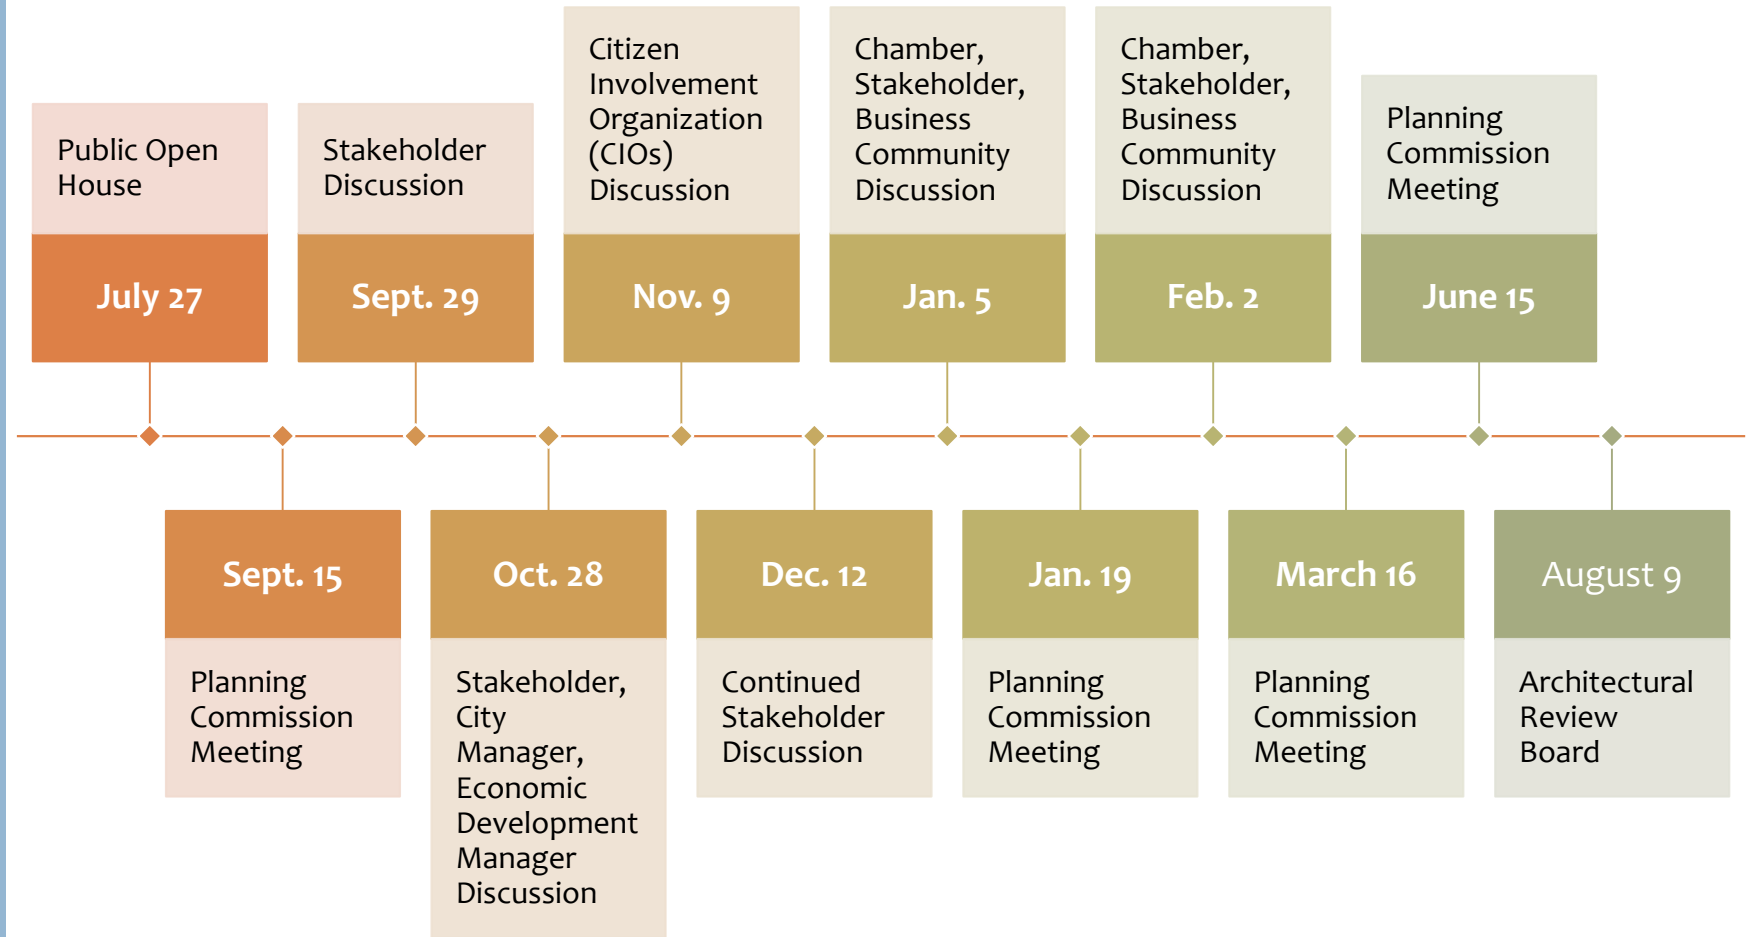 Public Open
House
July 27
Sept. 15
Planning
Commission
Meeting
Stakeholder
Discussion
Sept. 29
Oct. 28
Stakeholder,
City
Manager,
Economic
Development
Manager
Discussion
Citizen
Involvement
Organization
(CIOs)
Discussion
Nov. 9
Dec. 12
Continued
Stakeholder
Discussion
Chamber,
Stakeholder,
Business
Community
Discussion
Jan. 5
Jan. 19
Planning
Commission
Meeting
Chamber,
Stakeholder,
Business
Community
Discussion
Feb. 2
March 16
Planning
Commission
Meeting
Planning
Commission
Meeting
June 15
August 9
Architectural
Review
Board